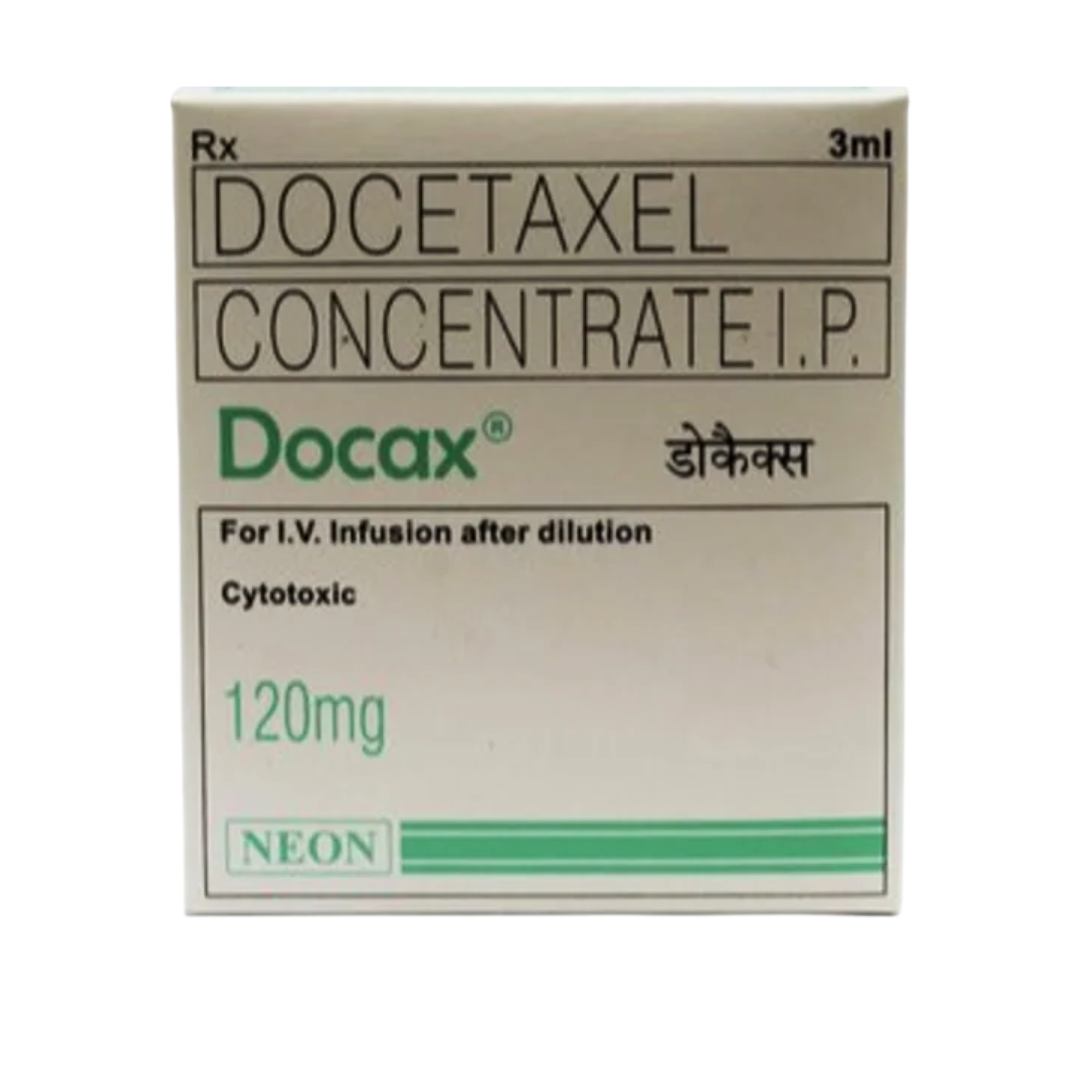 Rx 3ml
DOCETAXEL
CONCENTRATE I.P.
Docax® डोकैक्स
For I.V. Infusion after dilution
Cytotoxic
120mg
NEON